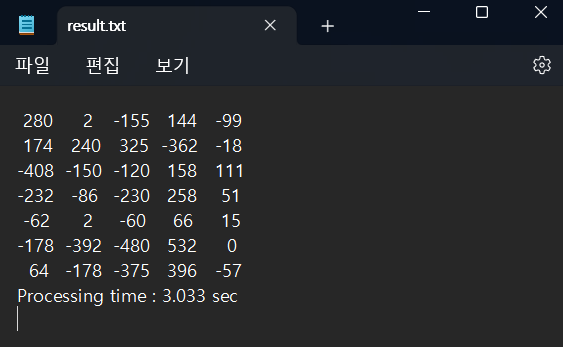 result.txt
파일 편집 보기
280 2 -155 144 -99
174 240 325 -362 -18
-408 -150 -120 158 111
-232 -86 -230 258 51
-62 2 -60 66 15
-178 -392 -480 532 0
64 -178 -375 396 -57
Processing time : 3.033 sec